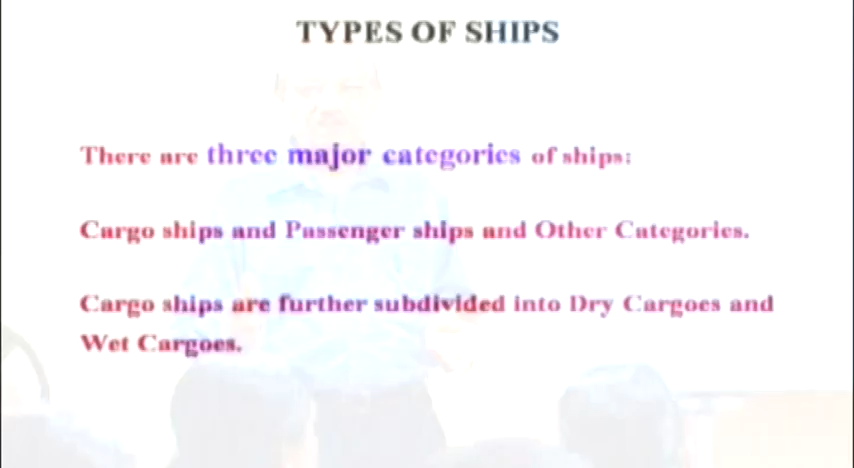 TYPES OF SHIPS
There are three major categories of ships:
Cargo ships and Passenger ships and Other Categories.
Cargo ships are further subdivided into Dry Cargoes and
Wet Cargoes.